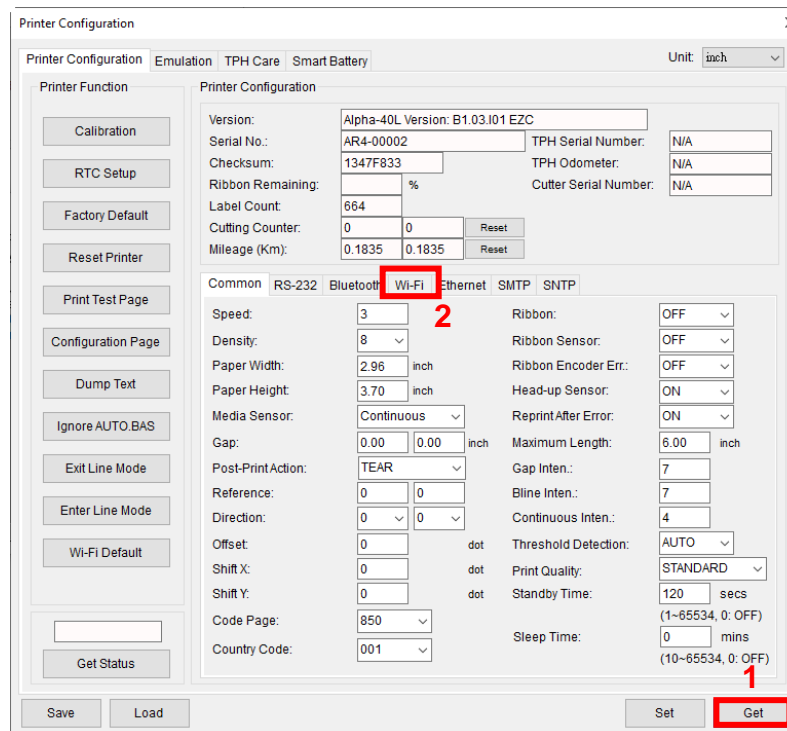 Printer Configuration
Printer Configuration Emulation TPH Care Smart Battery Unit: inch
Printer Function
Calibration
RTC Setup
Factory Default
Reset Printer
Print Test Page
Configuration Page
Dump Text
Ignore AUTO.BAS
Exit Line Mode
Enter Line Mode
Wi-Fi Default
Get Status
Printer Configuration
Version: Alpha-40L Version: B1.03.I01 EZC
Serial No.: AR4-00002 TPH Serial Number: N/A
Checksum: 1347F833 TPH Odometer: N/A
Ribbon Remaining: % Cutter Serial Number: N/A
Label Count: 664
Cutting Counter: 0 0 Reset
Mileage (Km): 0.1835 0.1835 Reset
Common RS-232 Bluetooth Wi-Fi Ethernet SMTP SNTP
2
Speed: 3 Ribbon: OFF
Density: 8 Ribbon Sensor: OFF
Paper Width: 2.96 inch Ribbon Encoder Err.: OFF
Paper Height: 3.70 inch Head-up Sensor: ON
Media Sensor: Continuous Reprint After Error: ON
Gap: 0.00 0.00 inch Maximum Length: 6.00 inch
Post-Print Action: TEAR Gap Inten.: 7
Reference: 0 0 Bline Inten.: 7
Direction: 0 0 Continuous Inten.: 4
Offset: 0 dot Threshold Detection: AUTO
Shift X: 0 dot Print Quality: STANDARD
Shift Y: 0 dot Standby Time: 120 secs
(1~65534, 0: OFF)
Code Page: 850
Sleep Time: 0 mins
Country Code: 001
(10~65534, 0: OFF)
1
Save Load Set Get